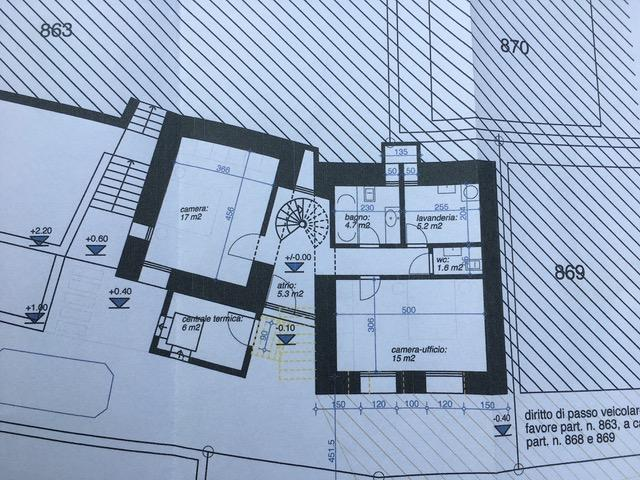 863
870
135
50 50
366
456
camera:
17 m2
230
255
bagno:
4.7 m2
lavanderia:
5.2 m2
+2.20
+0.60
+/-0.00
wc:
1.6 m2
869
atrio:
5.3 m2
+0.40
centrale termica:
6 m2
-0.10
90
500
306
camera-ufficio:
15 m2
150 120 100 120 150
-0.40
451.5
diritto di passo veicolare
favore part. n. 863, a ca
part. n. 868 e 869